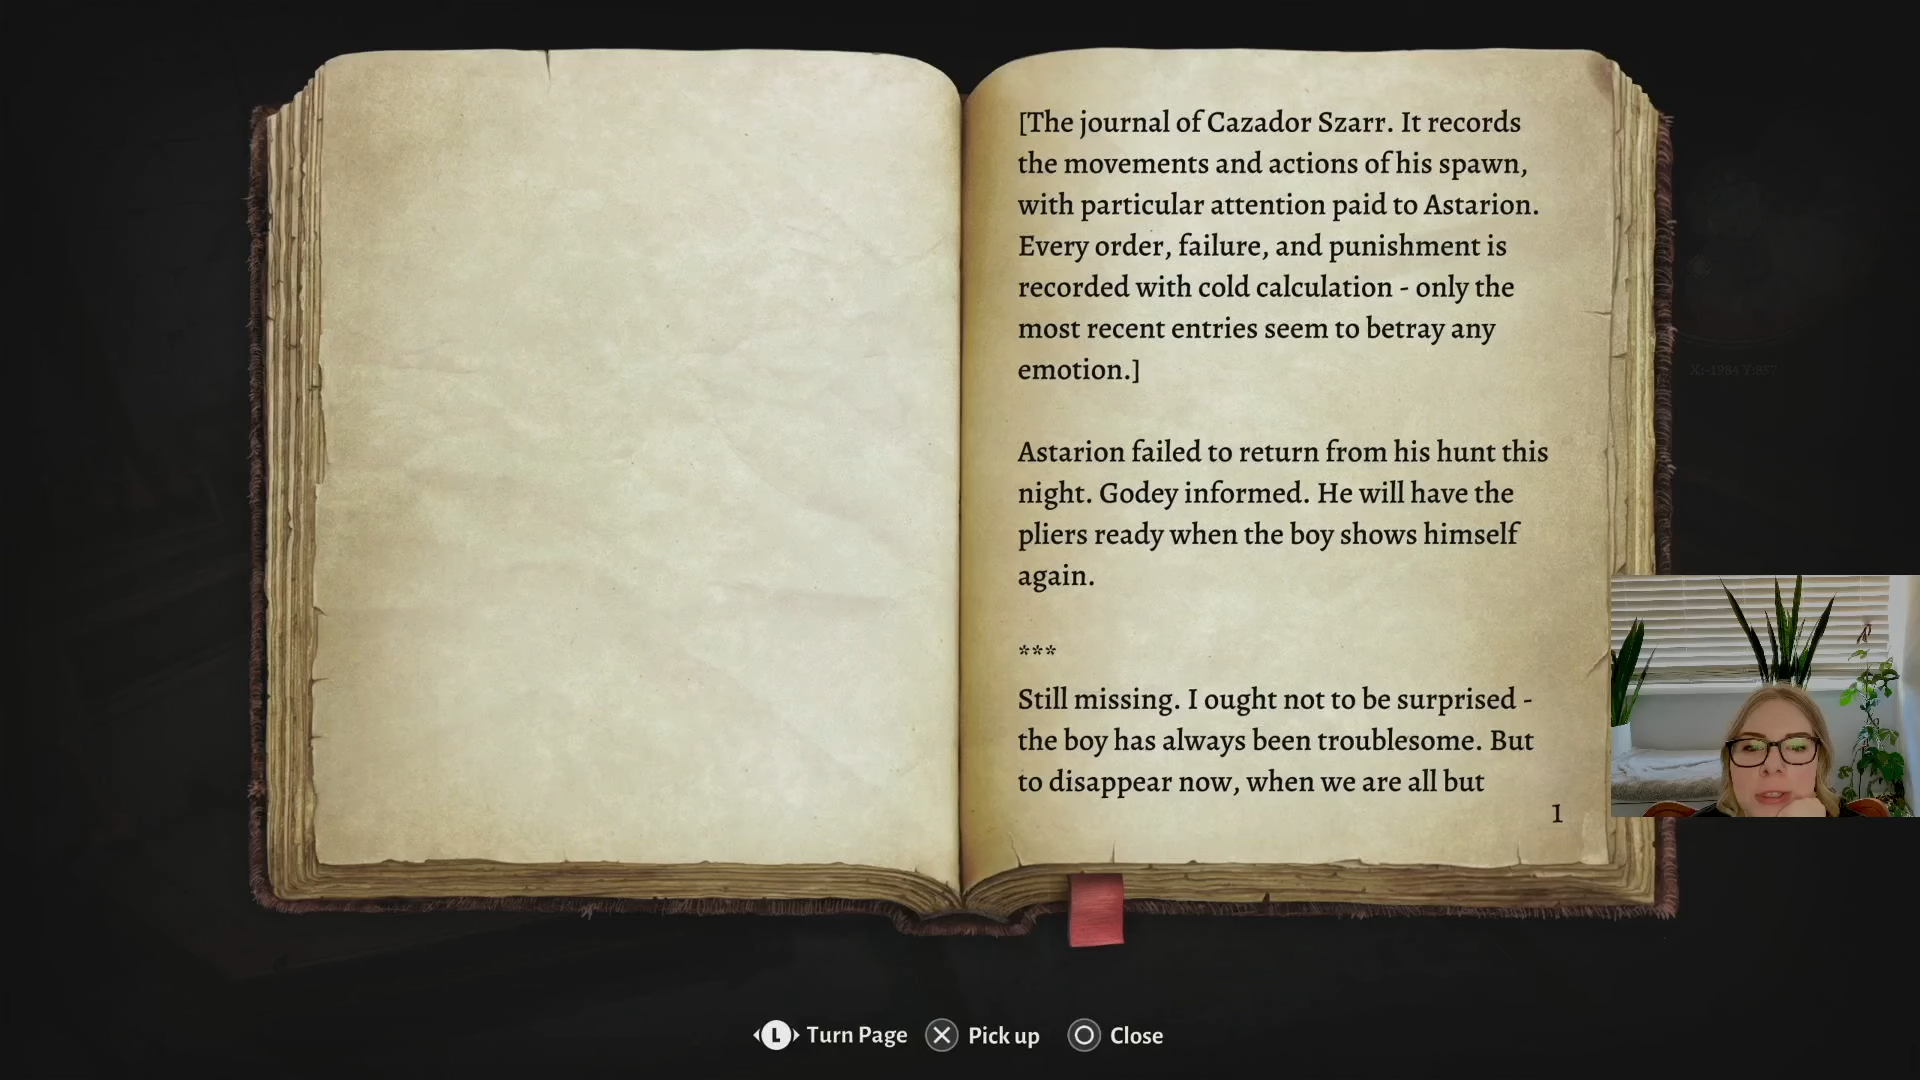 [The journal of Cazador Szarr. It records
the movements and actions of his spawn,
with particular attention paid to Astarion.
Every order, failure, and punishment is
recorded with cold calculation - only the
most recent entries seem to betray any
emotion.]
Astarion failed to return from his hunt this
night. Godey informed. He will have the
pliers ready when the boy shows himself
again.
***
Still missing. I ought not to be surprised -
the boy has always been troublesome. But
to disappear now, when we are all but
1
X:-1984 Y:857
L Turn Page Pick up Close